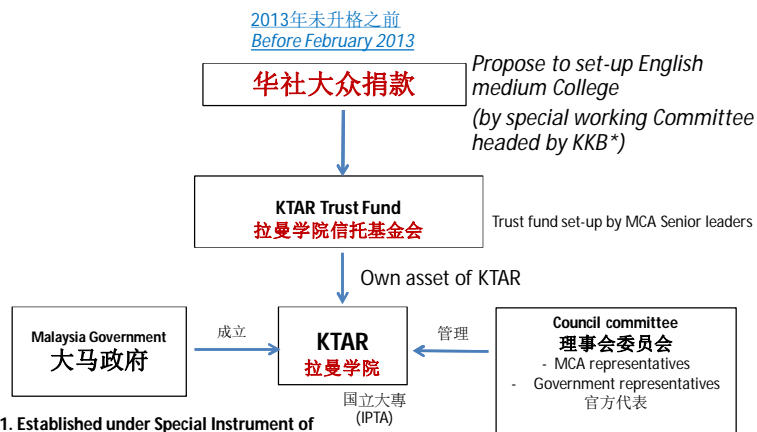 2013年未升格之前
Before February 2013
华社大众捐款
Propose to set-up English
medium College
(by special working Committee
headed by KKB*)
KTAR Trust Fund
拉曼学院信托基金会
Trust fund set-up by MCA Senior leaders
Own asset of KTAR
Malaysia Government
大马政府
成立
KTAR
拉曼学院
管理
Council committee
理事会委员会
- MCA representatives
- Government representatives
官方代表
国立大專
(IPTA)
1. Established under Special Instrument of